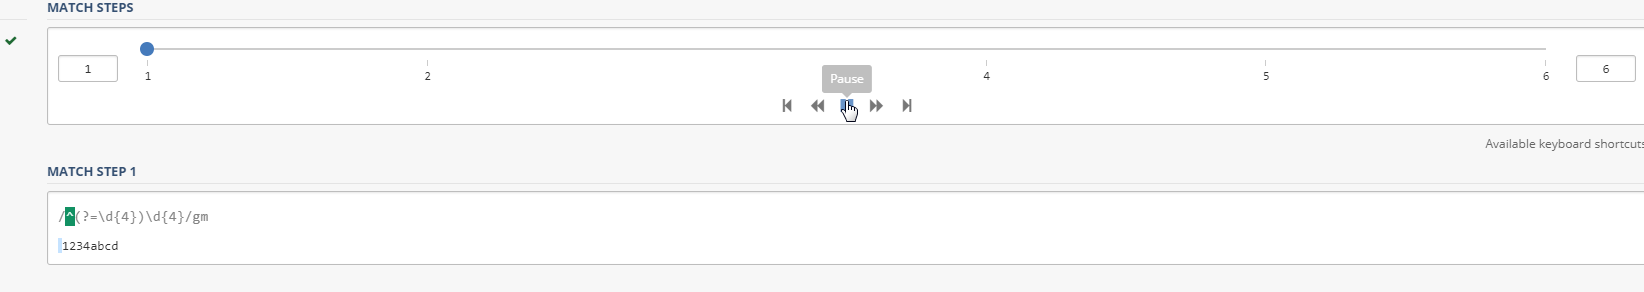 MATCH STEPS
1
1 2 4 5 6
6
Pause
Available keyboard shortcuts
MATCH STEP 1
/^(?=\d{4})\d{4}/gm
1234abcd